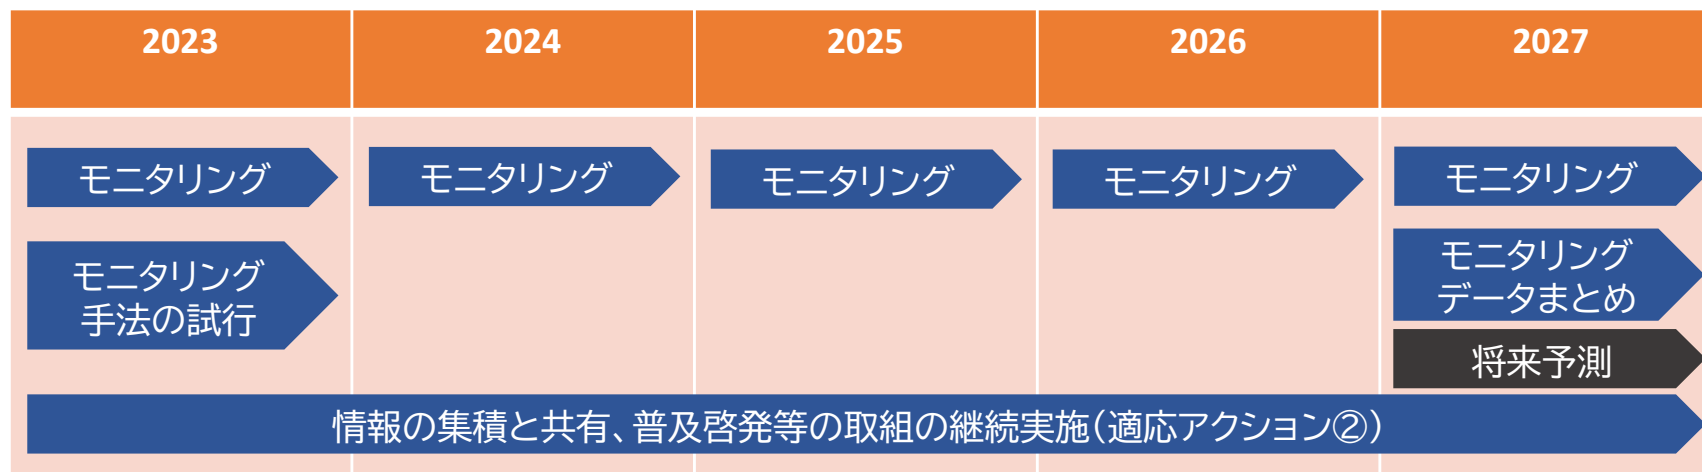 2023
2024
2025
2026
2027
モニタリング
モニタリング
モニタリング
モニタリング
モニタリング
モニタリング
手法の試行
モニタリング
データまとめ
将来予測
情報の集積と共有、普及啓発等の取組の継続実施(適応アクション②)